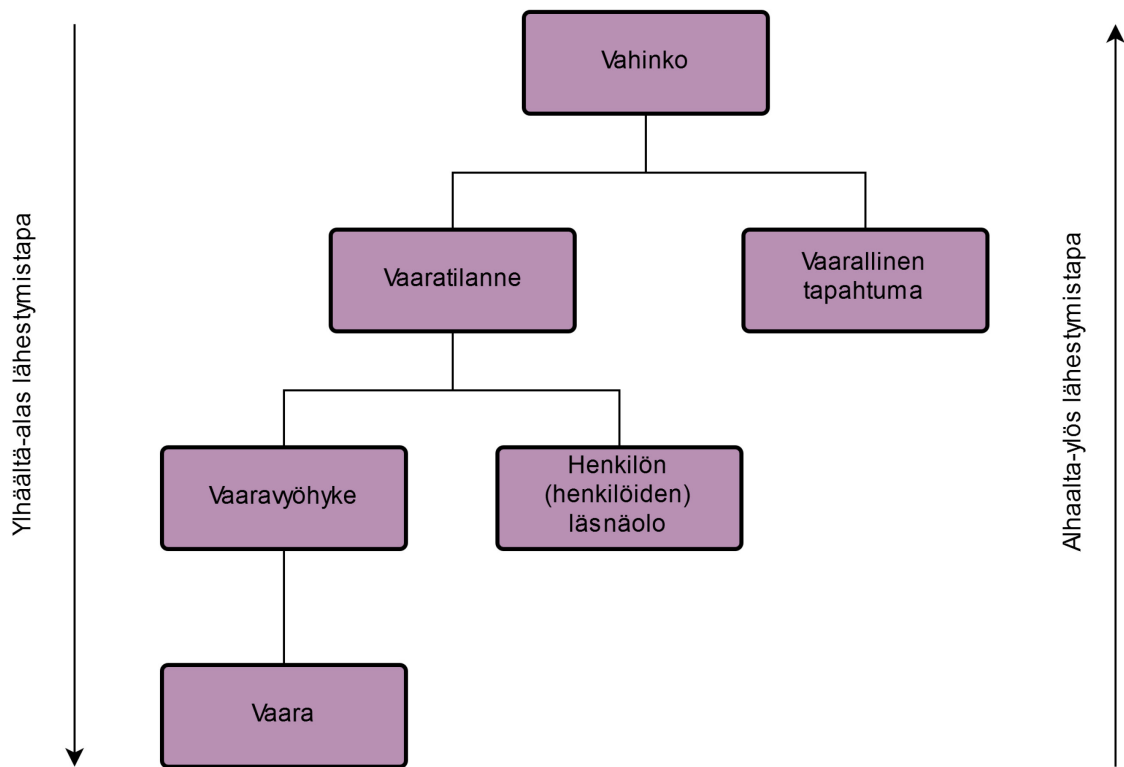 Vahinko
Ylhäältä-alas lähestymistapa
Alhaalta-ylös lähestymistapa
Vaaratilanne
Vaarallinen
tapahtuma
Vaaravyöhyke
Henkilön
(henkilöiden)
läsnäolo
Vaara